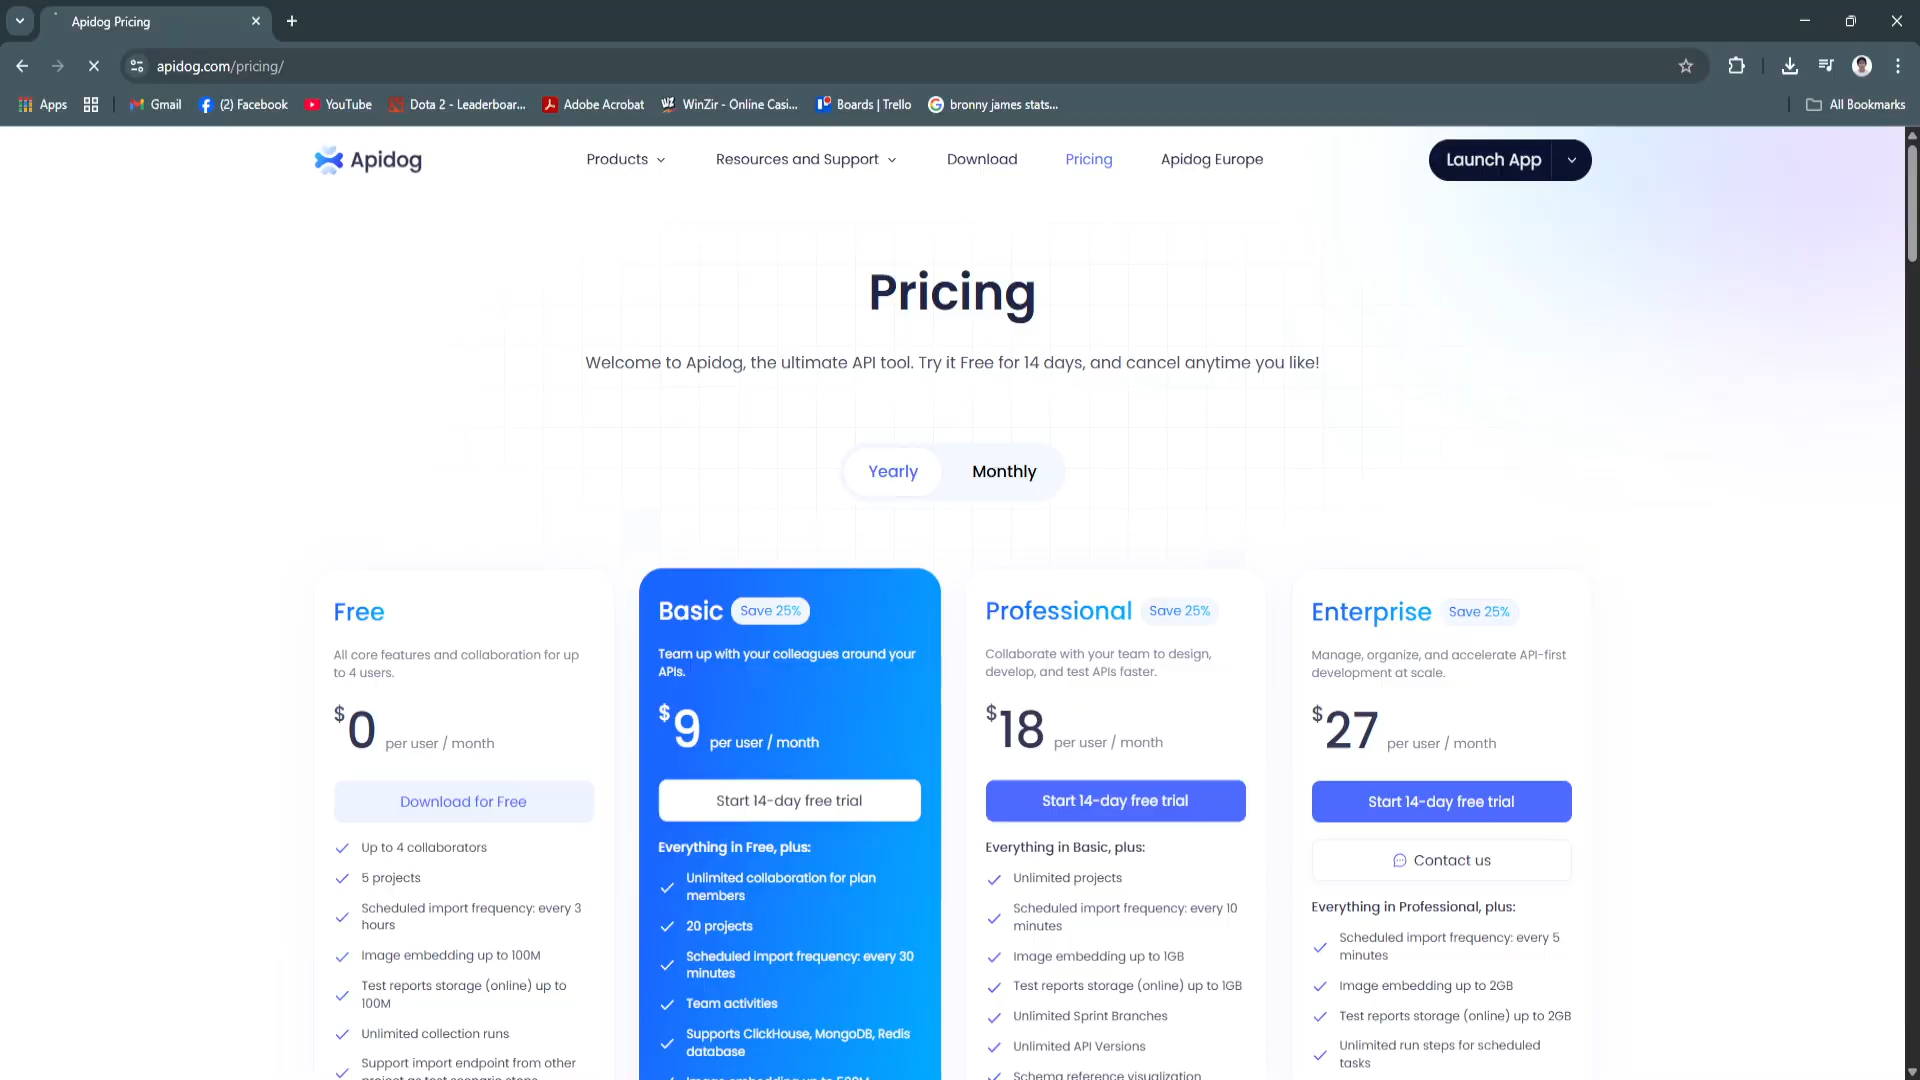 Apidog Pricing
apidog.com/pricing/
Apps
Gmail
(2) Facebook
YouTube
Dota 2 - Leaderboar...
Adobe Acrobat
WinZir - Online Casi...
Boards | Trello
bronny james stats...
All Bookmarks
Apidog
Products
Resources and Support
Download
Pricing
Apidog Europe
Launch App
Pricing
Welcome to Apidog, the ultimate API tool. Try it Free for 14 days, and cancel anytime you like!
Yearly
Monthly
Free
All core features and collaboration for up
to 4 users.
$0 per user / month
Download for Free
Up to 4 collaborators
5 projects
Scheduled import frequency: every 3
hours
Image embedding up to 100M
Test reports storage (online) up to
100M
Unlimited collection runs
Support import endpoint from other
project as test scenario steps
Basic Save 25%
Team up with your colleagues around your
APIs.
$9 per user / month
Start 14-day free trial
Everything in Free, plus:
Unlimited collaboration for plan
members
20 projects
Scheduled import frequency: every 30
minutes
Team activities
Supports ClickHouse, MongoDB, Redis
database
Image embedding up to 500M
Professional Save 25%
Collaborate with your team to design,
develop, and test APIs faster.
$18 per user / month
Start 14-day free trial
Everything in Basic, plus:
Unlimited projects
Scheduled import frequency: every 10
minutes
Image embedding up to 1GB
Test reports storage (online) up to 1GB
Unlimited Sprint Branches
Unlimited API Versions
Schema reference visualization
Enterprise Save 25%
Manage, organize, and accelerate API-first
development at scale.
$27 per user / month
Start 14-day free trial
Contact us
Everything in Professional, plus:
Scheduled import frequency: every 5
minutes
Image embedding up to 2GB
Test reports storage (online) up to 2GB
Unlimited run steps for scheduled
tasks